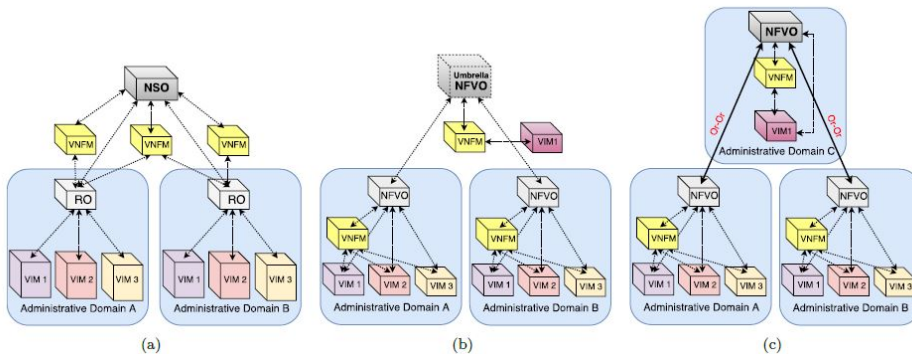 NSO
VNFM
VNFM
VNFM
RO
RO
VIM 1
VIM 2
VIM 3
VIM 1
VIM 2
VIM 3
Administrative Domain A
Administrative Domain B
(a)
Umbrella
NFVO
VNFM
VIM1
NFVO
NFVO
VNFM
VNFM
VIM 1
VIM 2
VIM 3
VIM 1
VIM 2
VIM 3
Administrative Domain A
Administrative Domain B
(b)
NFVO
VNFM
VIM1
Administrative Domain C
Or-Or
Or-Or
NFVO
NFVO
VNFM
VNFM
VIM 1
VIM 2
VIM 3
VIM 1
VIM 2
VIM 3
Administrative Domain A
Administrative Domain B
(c)